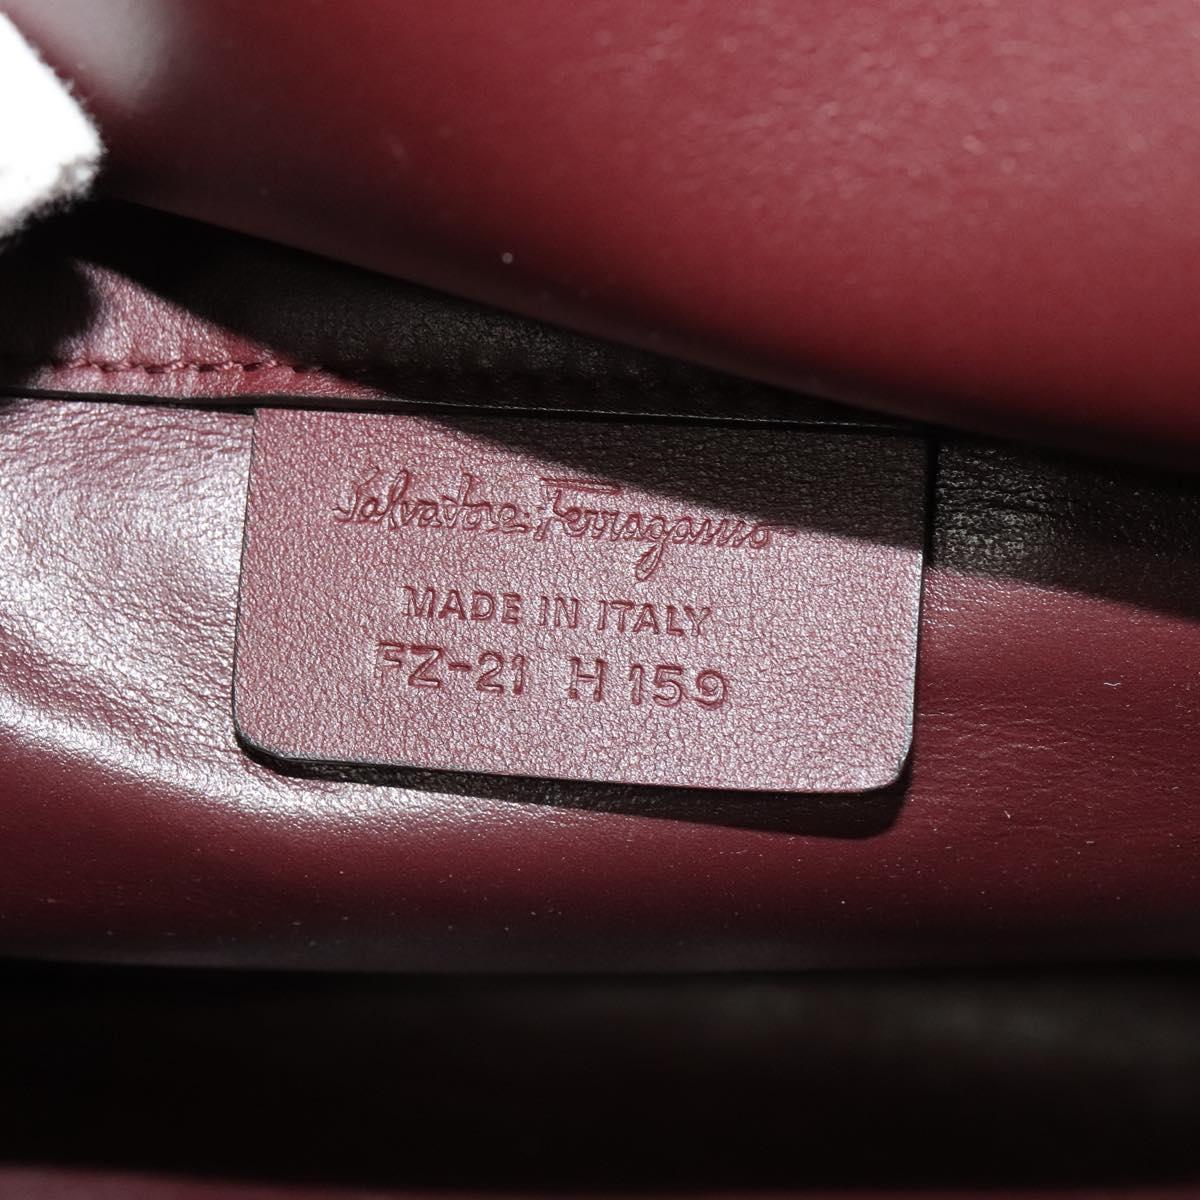 Salvatore Ferragamo
MADE IN ITALY
FZ-21 H 159